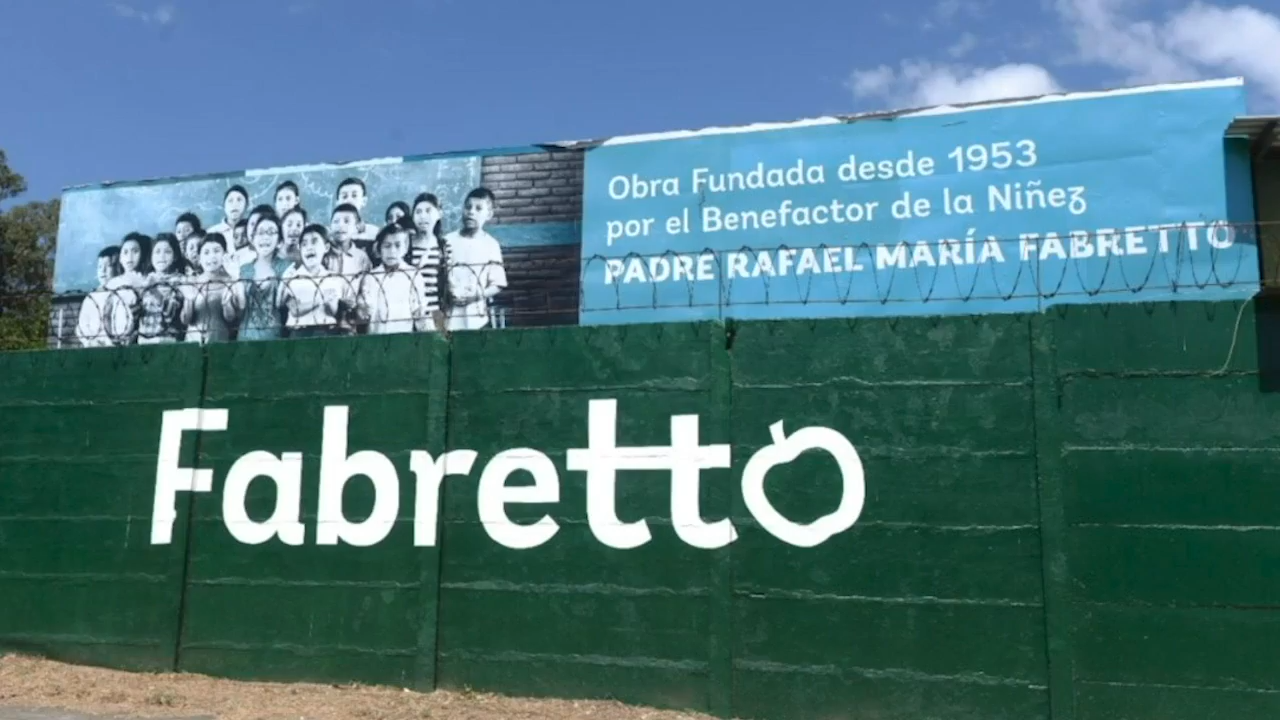 Obra Fundada desde 1953
por el Benefactor de la Niñez
PADRE RAFAEL MARÍA FABRETTO
Fabretto